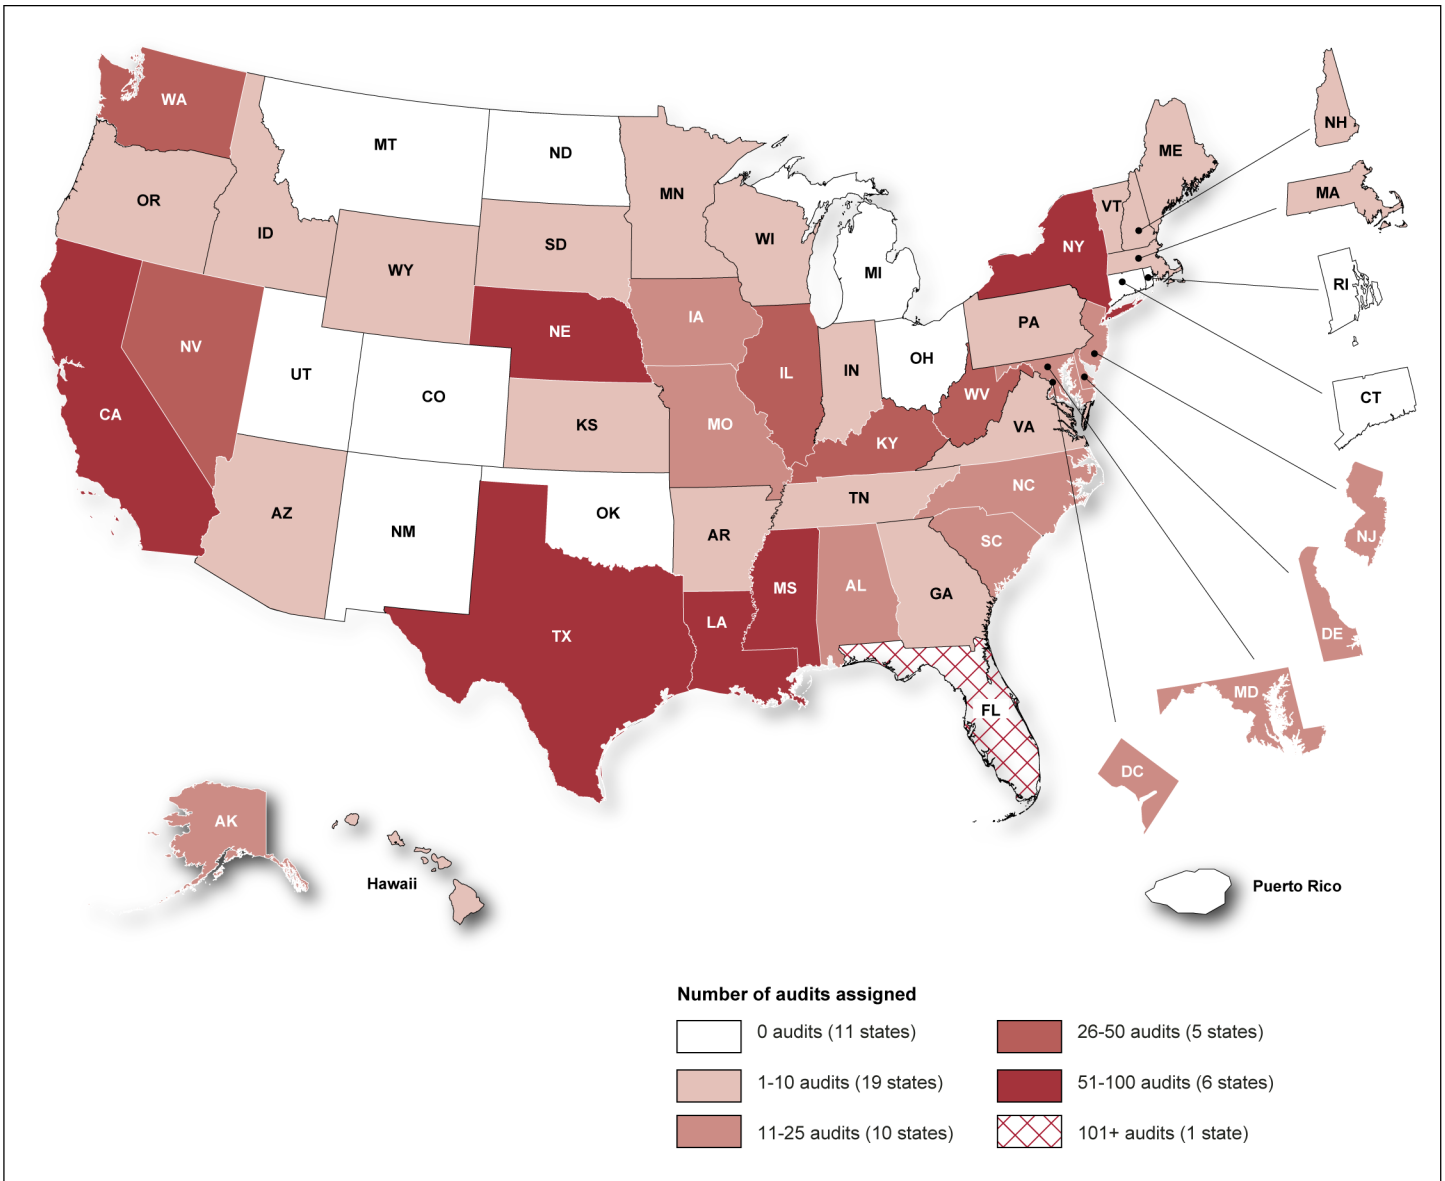 WA
MT
ND
MN
ME
NH
MA
OR
ID
WY
SD
WI
MI
VT
NY
RI
NV
UT
CO
NE
IA
IL
IN
OH
PA
CT
CA
KS
MO
KY
WV
VA
AZ
NM
OK
AR
TN
NC
SC
NJ
TX
LA
MS
AL
GA
FL
DE
MD
DC
AK
Hawaii
Puerto Rico
Number of audits assigned
0 audits (11 states)
1-10 audits (19 states)
11-25 audits (10 states)
26-50 audits (5 states)
51-100 audits (6 states)
101+ audits (1 state)